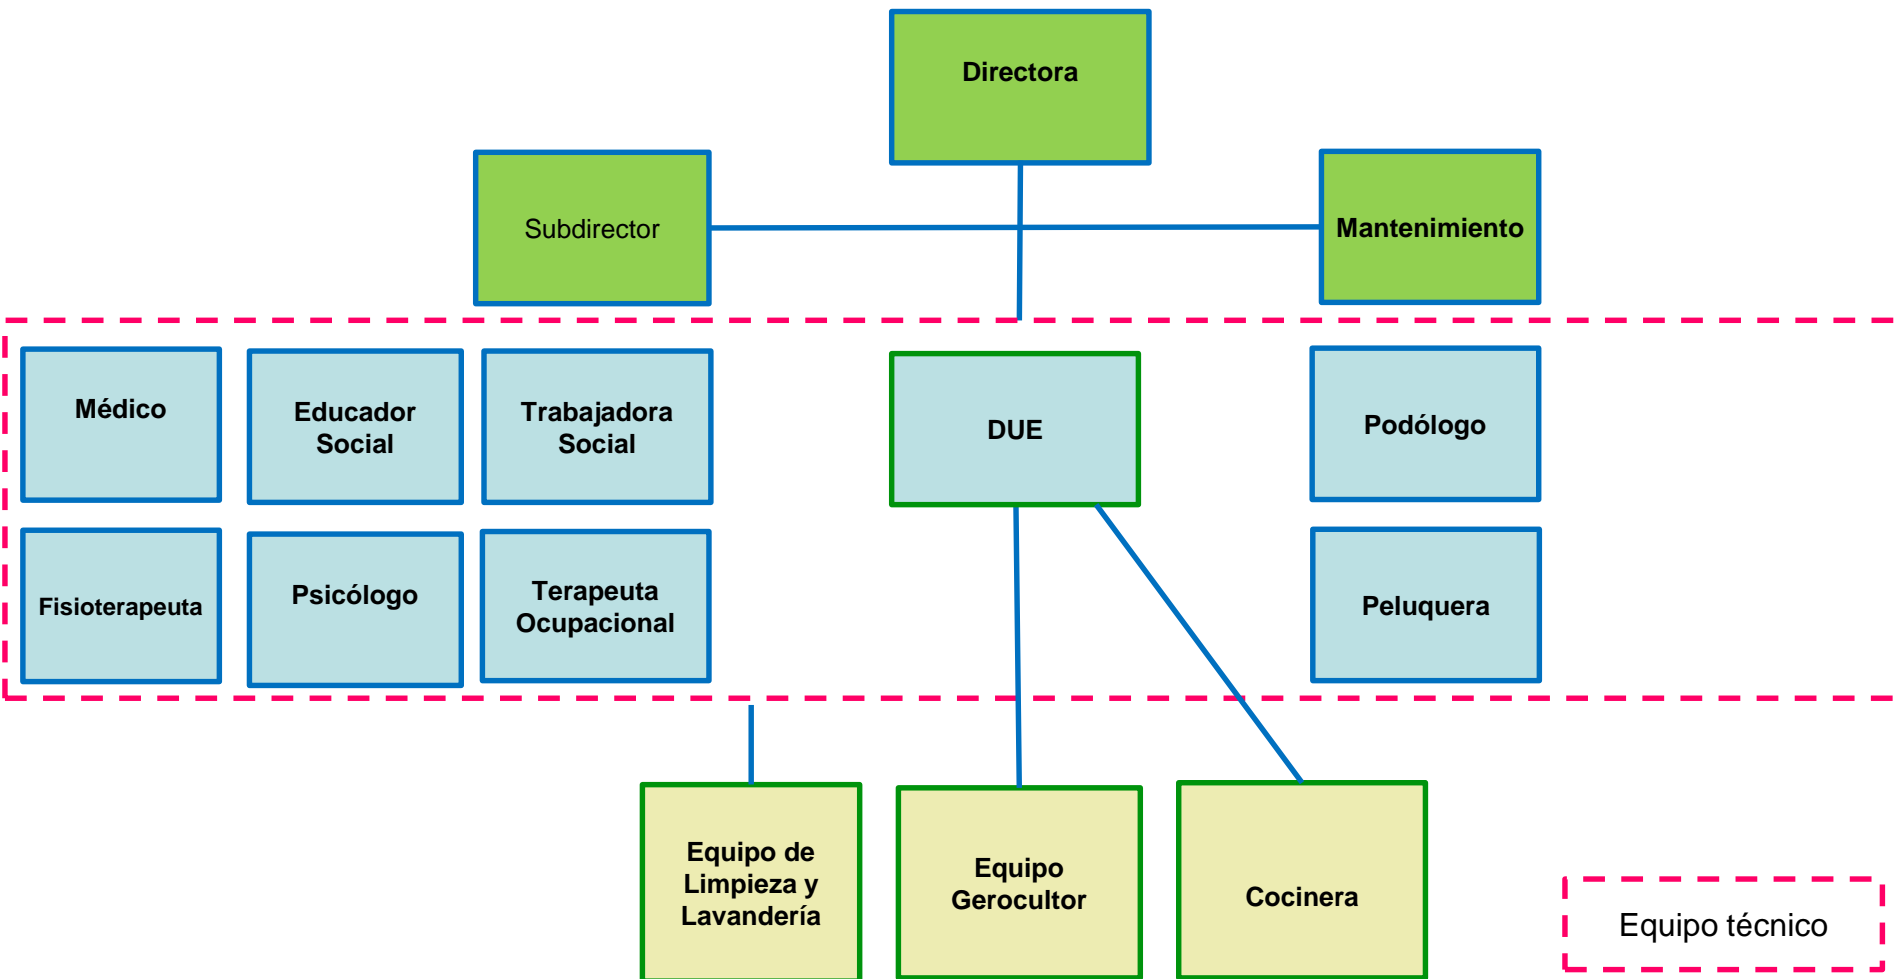 Directora
Subdirector
Mantenimiento
Médico
Educador
Social
Trabajadora
Social
DUE
Podólogo
Fisioterapeuta
Psicólogo
Terapeuta
Ocupacional
Peluquera
Equipo de
Limpieza y
Lavandería
Equipo
Gerocultor
Cocinera
Equipo técnico